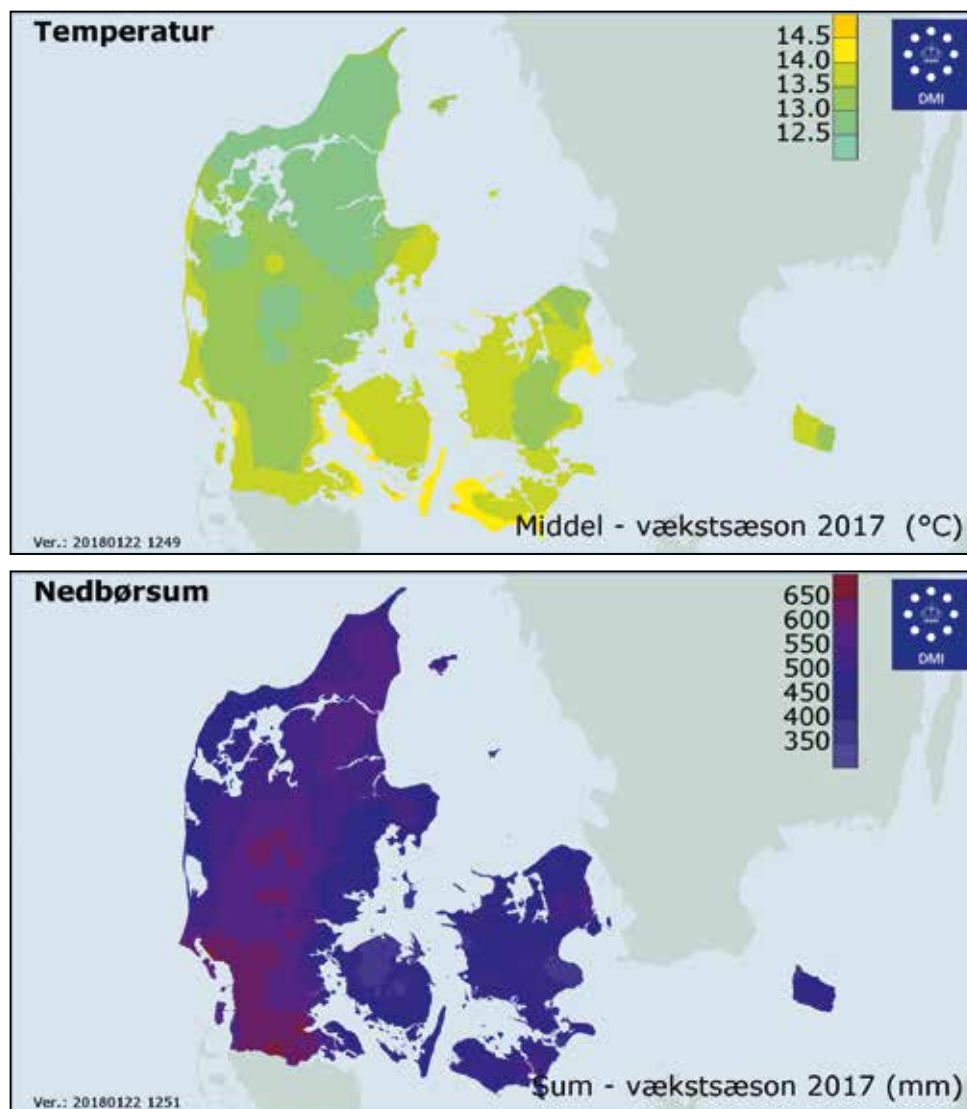 Temperatur
14.5
14.0
13.5
13.0
12.5
DMI
Middel - vækstsæson 2017 (°C)
Ver.: 20180122 1249
Nedbørsum
650
600
550
500
450
400
350
DMI
Sum - vækstsæson 2017 (mm)
Ver.: 20180122 1251